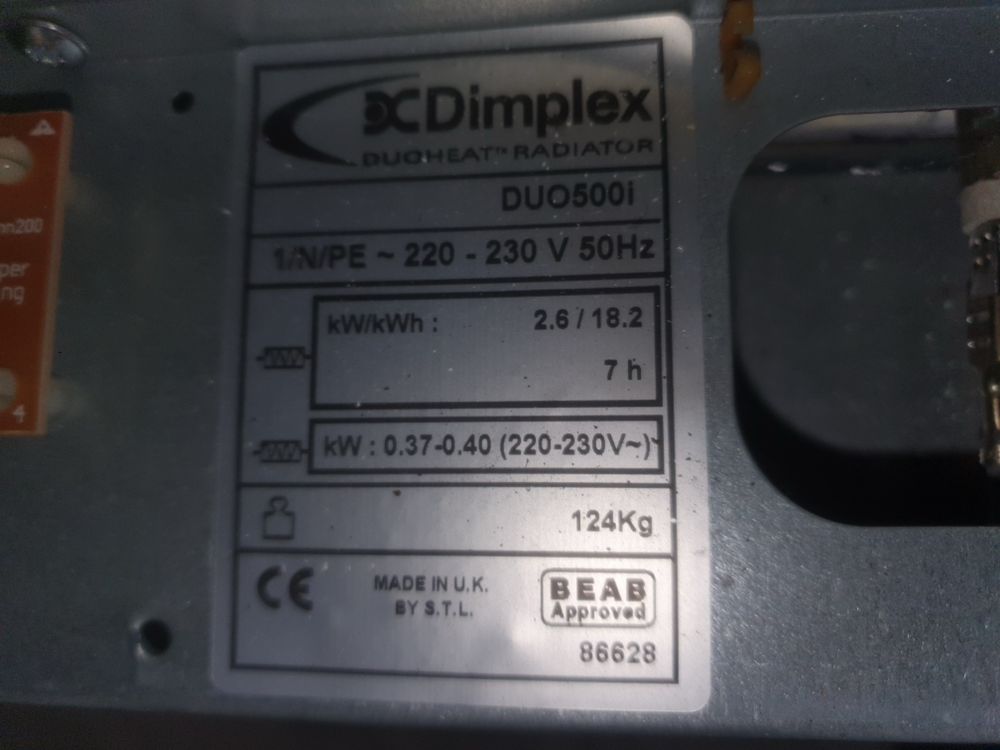 Dimplex
DUOHEAT™ RADIATOR
DUO500i
1/N/PE ~ 220 - 230 V 50Hz
kW/kWh : 2.6 / 18.2
7 h
kW : 0.37-0.40 (220-230V~)
124Kg
CE
MADE IN U.K.
BY S.T.L.
BEAB
Approved
86628
4